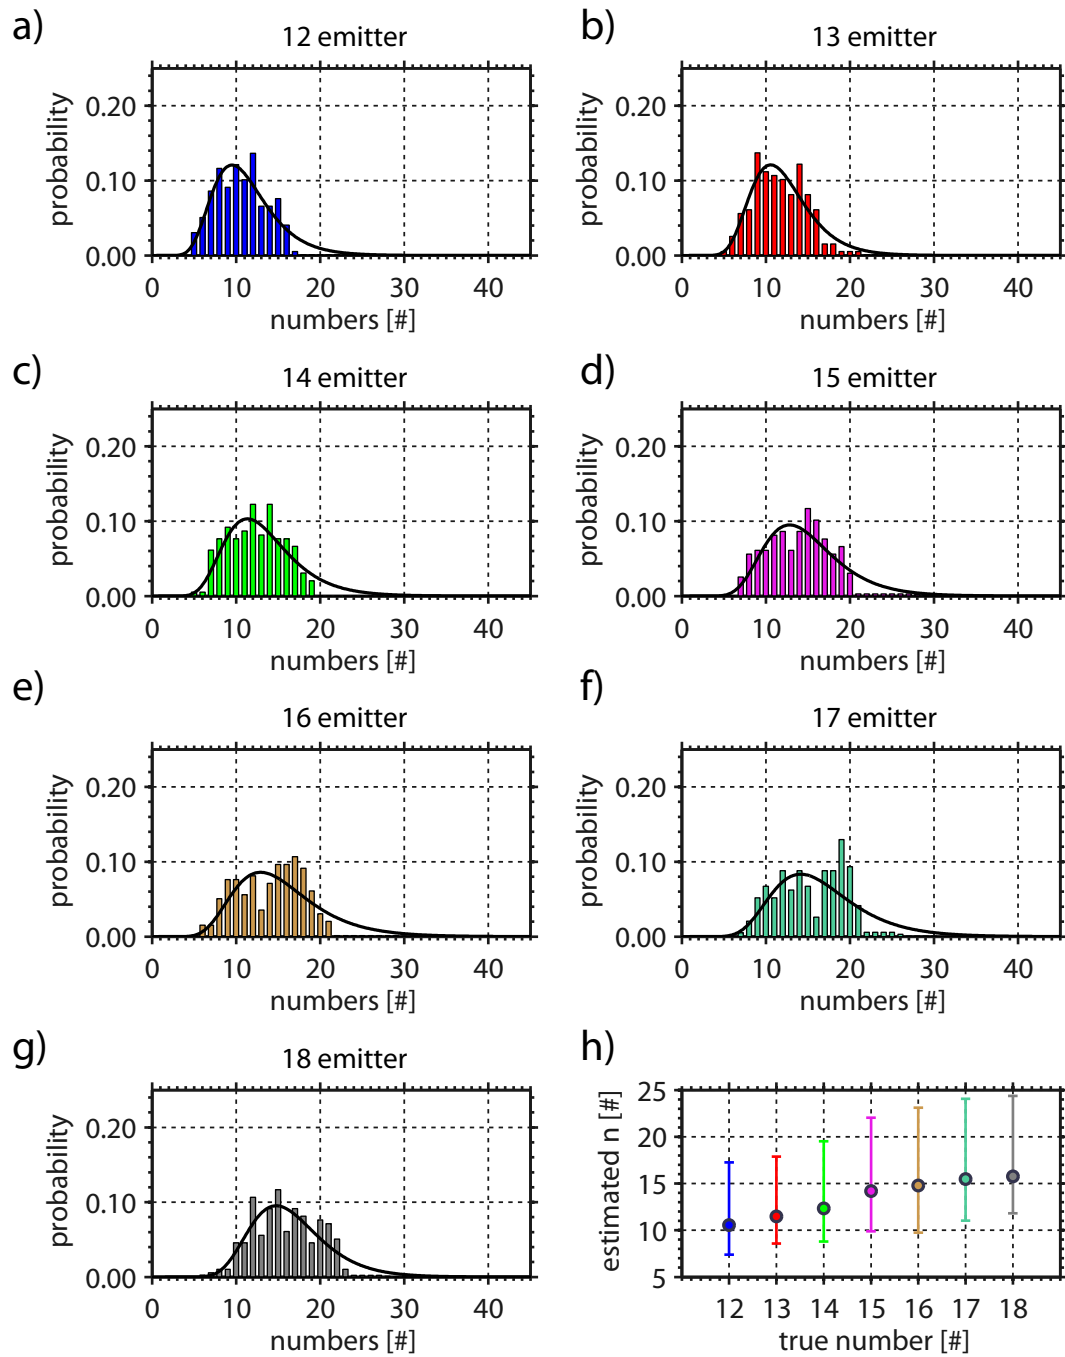 a)
12 emitter
probability
0.20
0.10
0.00
0 10 20 30 40
numbers [#]
b)
13 emitter
probability
0.20
0.10
0.00
0 10 20 30 40
numbers [#]
c)
14 emitter
probability
0.20
0.10
0.00
0 10 20 30 40
numbers [#]
d)
15 emitter
probability
0.20
0.10
0.00
0 10 20 30 40
numbers [#]
e)
16 emitter
probability
0.20
0.10
0.00
0 10 20 30 40
numbers [#]
f)
17 emitter
probability
0.20
0.10
0.00
0 10 20 30 40
numbers [#]
g)
18 emitter
probability
0.20
0.10
0.00
0 10 20 30 40
numbers [#]
h)
estimated n [#]
25
20
15
10
5
12 13 14 15 16 17 18
true number [#]